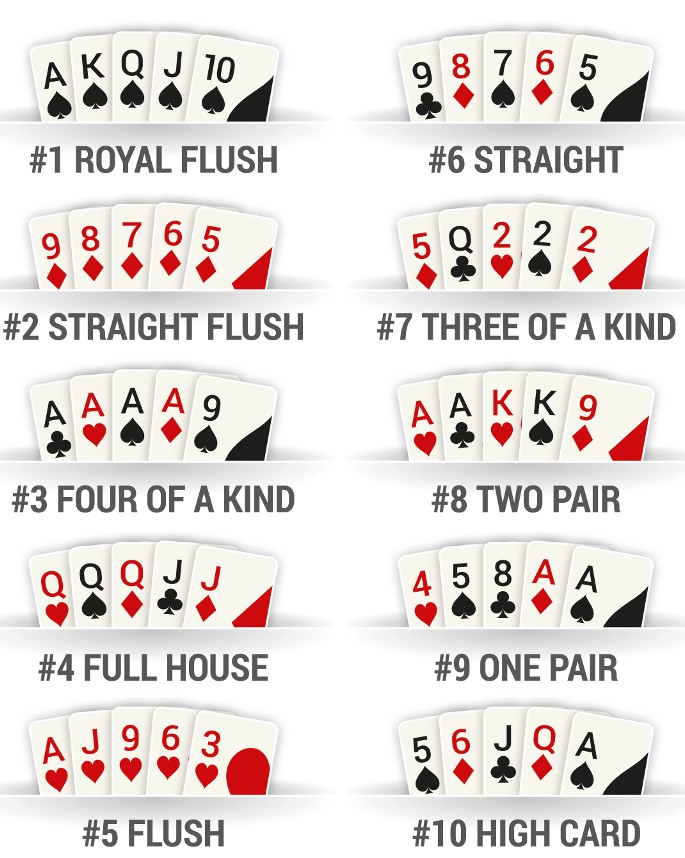 A K Q J 10
#1 ROYAL FLUSH
9 8 7 6 5
#2 STRAIGHT FLUSH
A A A A 9
#3 FOUR OF A KIND
Q Q Q J J
#4 FULL HOUSE
A J 9 6 3
#5 FLUSH
9 8 7 6 5
#6 STRAIGHT
5 Q 2 2 2
#7 THREE OF A KIND
A A K K 9
#8 TWO PAIR
4 5 8 A A
#9 ONE PAIR
5 6 J Q A
#10 HIGH CARD